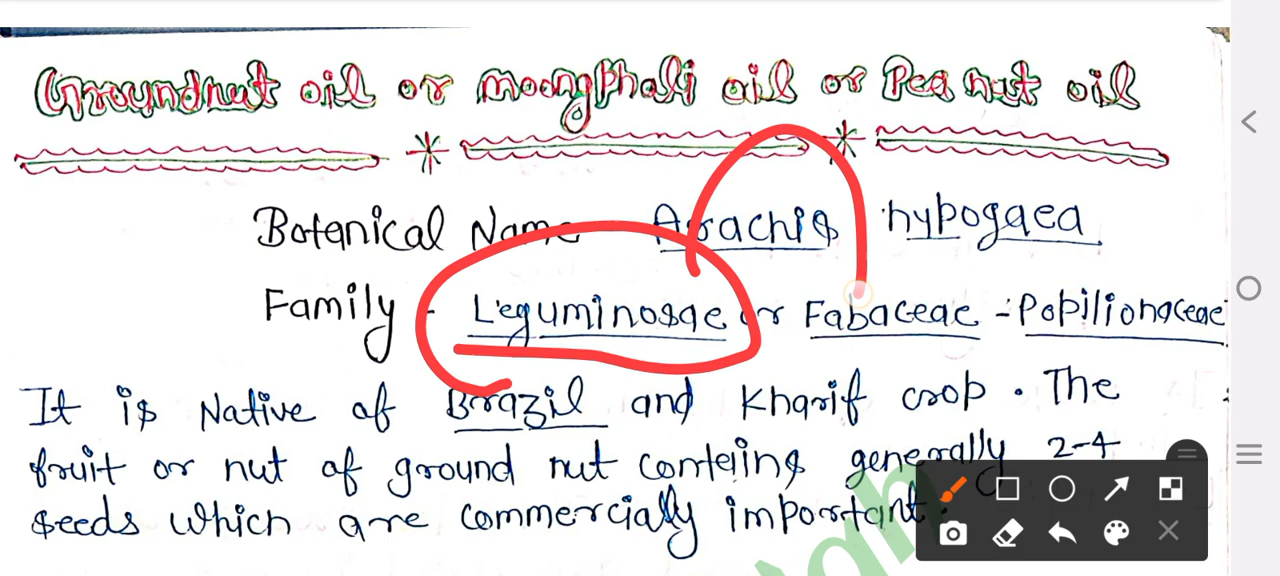 Groundnut oil or moongphali oil or Pea nut oil
Botanical Name Arachis hypogaea
Family - Leguminosae or Fabaceae - Popilionaceae
It is Native of Brazil and Kharif crop. The
fruit or nut of ground nut conteiing generally 2-4
seeds which are commercially important.